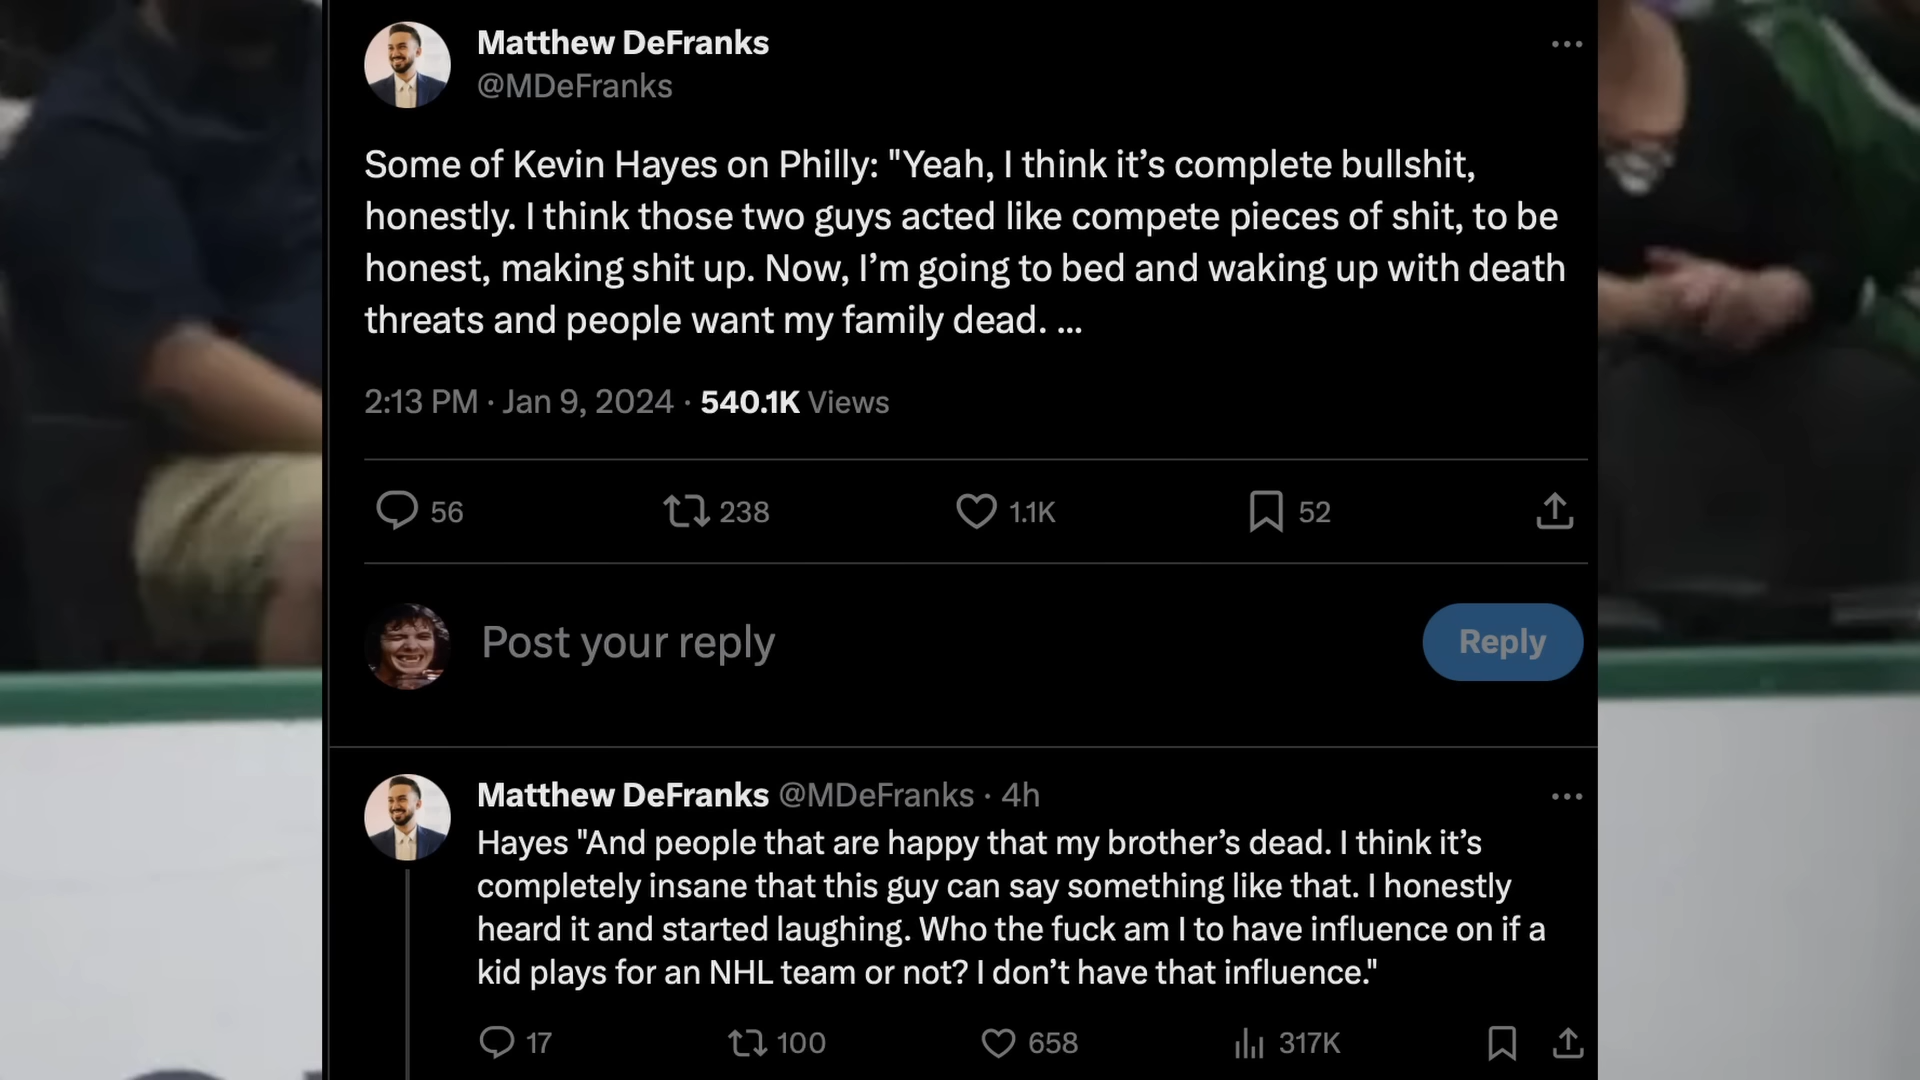 Matthew DeFranks
@MDeFranks
Some of Kevin Hayes on Philly: "Yeah, I think it’s complete bullshit,
honestly. I think those two guys acted like compete pieces of shit, to be
honest, making shit up. Now, I’m going to bed and waking up with death
threats and people want my family dead. ...
2:13 PM · Jan 9, 2024 · 540.1K Views
56 238 1.1K 52
Post your reply
Reply
Matthew DeFranks @MDeFranks · 4h
Hayes "And people that are happy that my brother’s dead. I think it’s
completely insane that this guy can say something like that. I honestly
heard it and started laughing. Who the fuck am I to have influence on if a
kid plays for an NHL team or not? I don’t have that influence."
17 100 658 317K